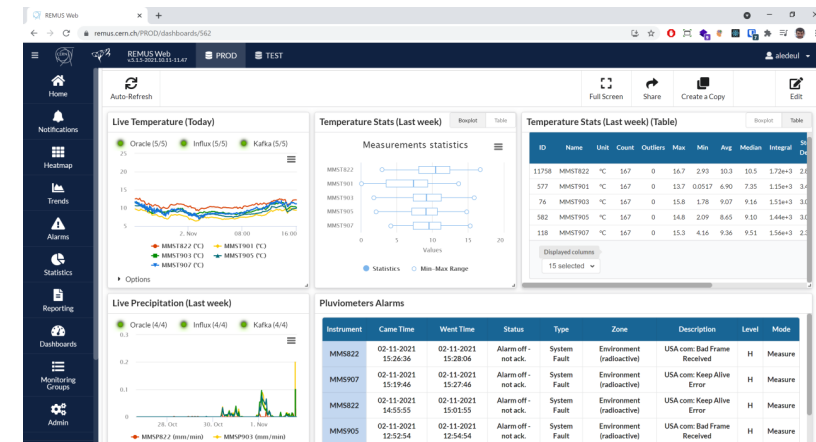 REMUS Web
remus.cern.ch/PROD/dashboards/562
CERN
REMUS Web
v.5.1.5-2021.10.11-11.47
PROD
TEST
aledeul
Home
Notifications
Heatmap
Trends
Alarms
Statistics
Reporting
Dashboards
Monitoring
Groups
Admin
Auto-Refresh
Full Screen
Share
Create a Copy
Edit
Live Temperature (Today)
Oracle (5/5) Influx (5/5) Kafka (5/5)
25
20
15
10
5
2. Nov 08:00 16:00
MMST822 (°C) MMST901 (°C)
MMST903 (°C) MMST905 (°C)
MMST907 (°C)
Options
Temperature Stats (Last week)
Boxplot Table
Measurements statistics
MMST822
MMST901
MMST903
MMST905
MMST907
0 5 10 15 20
Values
Statistics Min-Max Range
Temperature Stats (Last week) (Table)
Boxplot Table
ID Name Unit Count Outliers Max Min Avg Median Integral
11758 MMST822 °C 167 0 16.7 2.93 10.3 10.5 1.72e+3
577 MMST901 °C 167 0 13.7 0.0517 6.90 7.35 1.15e+3
76 MMST903 °C 167 0 15.8 1.78 9.07 9.16 1.51e+3
582 MMST905 °C 167 0 14.8 2.09 8.65 9.10 1.44e+3
118 MMST907 °C 167 0 15.3 4.16 9.36 9.51 1.56e+3
Displayed columns
15 selected
Live Precipitation (Last week)
Oracle (4/4) Influx (4/4) Kafka (4/4)
0.3
0.2
0.1
0
28. Oct 30. Oct 1. Nov
MMSP822 (mm/min) MMSP903 (mm/min)
Pluviometers Alarms
Instrument Came Time Went Time Status Type Zone Description Level Mode
MMS822 02-11-2021 15:26:36 02-11-2021 15:28:06 Alarm off - not ack. System Fault Environment (radioactive) USA com: Bad Frame Received H Measure
MMS907 02-11-2021 15:19:46 02-11-2021 15:27:46 Alarm off - not ack. System Fault Environment (radioactive) USA com: Keep Alive Error H Measure
MMS822 02-11-2021 14:55:55 02-11-2021 15:01:55 Alarm off - not ack. System Fault Environment (radioactive) USA com: Keep Alive Error H Measure
MMS905 02-11-2021 12:52:54 02-11-2021 12:54:54 Alarm off - not ack. System Fault Environment (radioactive) USA com: Bad Frame Received H Measure